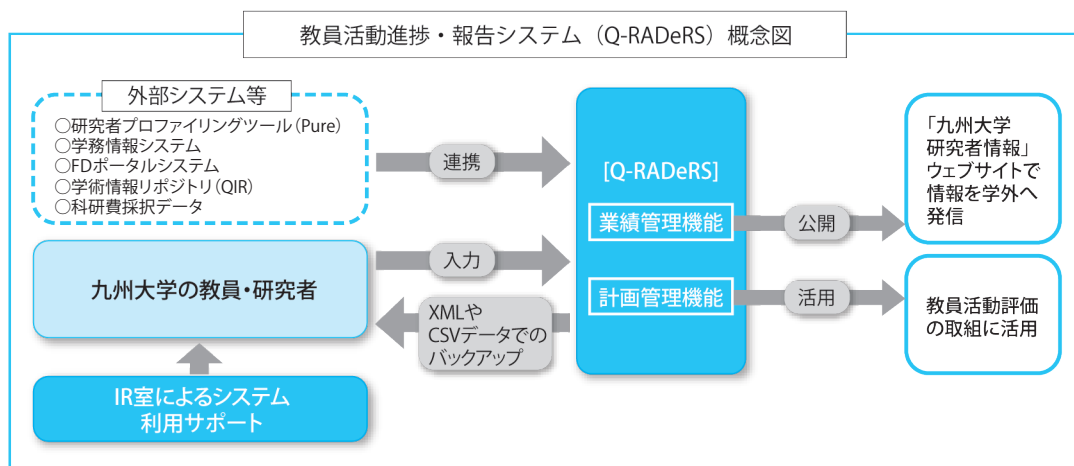 教員活動進捗・報告システム（Q-RADeRS）概念図
外部システム等
○研究者プロファイリングツール（Pure）
○学務情報システム
○FDポータルシステム
○学術情報リポジトリ（QIR）
○科研費採択データ
連携
九州大学の教員・研究者
入力
XMLや
CSVデータでの
バックアップ
IR室によるシステム
利用サポート
[Q-RADeRS]
業績管理機能
計画管理機能
公開
活用
「九州大学
研究者情報」
ウェブサイトで
情報を学外へ
発信
教員活動評価
の取組に活用